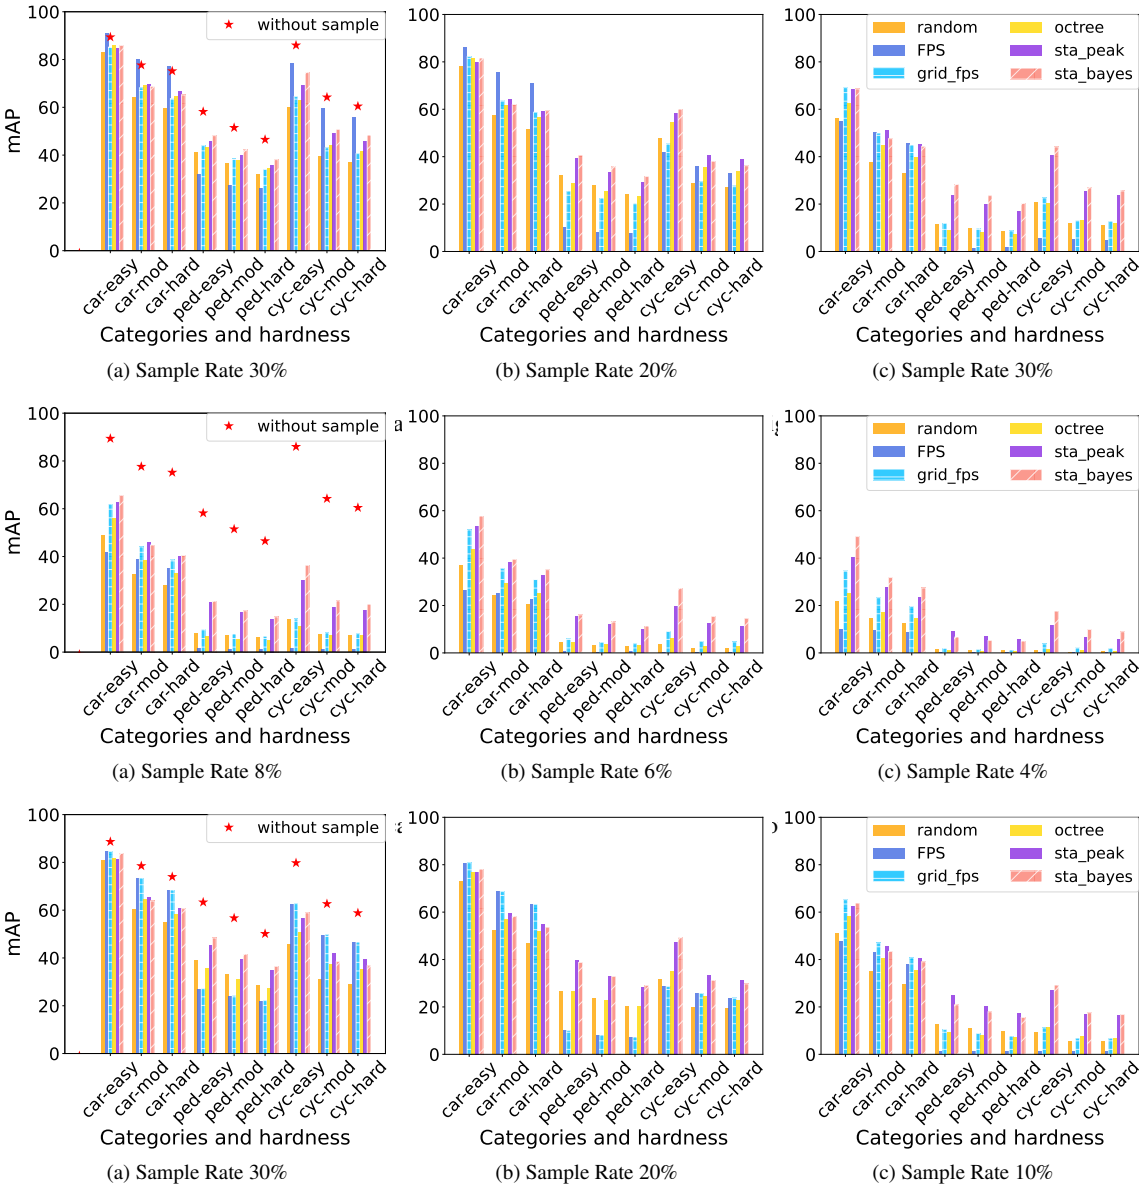 100
80
60
40
20
0
mAP
without sample
car-easy
car-mod
car-hard
ped-easy
ped-mod
ped-hard
cyc-easy
cyc-mod
cyc-hard
Categories and hardness
(a) Sample Rate 30%
100
80
60
40
20
0
car-easy
car-mod
car-hard
ped-easy
ped-mod
ped-hard
cyc-easy
cyc-mod
cyc-hard
Categories and hardness
(b) Sample Rate 20%
100
80
60
40
20
0
random
FPS
grid_fps
octree
sta_peak
sta_bayes
car-easy
car-mod
car-hard
ped-easy
ped-mod
ped-hard
cyc-easy
cyc-mod
cyc-hard
Categories and hardness
(c) Sample Rate 30%
100
80
60
40
20
0
mAP
without sample
car-easy
car-mod
car-hard
ped-easy
ped-mod
ped-hard
cyc-easy
cyc-mod
cyc-hard
Categories and hardness
(a) Sample Rate 8%
100
80
60
40
20
0
car-easy
car-mod
car-hard
ped-easy
ped-mod
ped-hard
cyc-easy
cyc-mod
cyc-hard
Categories and hardness
(b) Sample Rate 6%
100
80
60
40
20
0
random
FPS
grid_fps
octree
sta_peak
sta_bayes
car-easy
car-mod
car-hard
ped-easy
ped-mod
ped-hard
cyc-easy
cyc-mod
cyc-hard
Categories and hardness
(c) Sample Rate 4%
100
80
60
40
20
0
mAP
without sample
car-easy
car-mod
car-hard
ped-easy
ped-mod
ped-hard
cyc-easy
cyc-mod
cyc-hard
Categories and hardness
(a) Sample Rate 30%
100
80
60
40
20
0
car-easy
car-mod
car-hard
ped-easy
ped-mod
ped-hard
cyc-easy
cyc-mod
cyc-hard
Categories and hardness
(b) Sample Rate 20%
100
80
60
40
20
0
random
FPS
grid_fps
octree
sta_peak
sta_bayes
car-easy
car-mod
car-hard
ped-easy
ped-mod
ped-hard
cyc-easy
cyc-mod
cyc-hard
Categories and hardness
(c) Sample Rate 10%